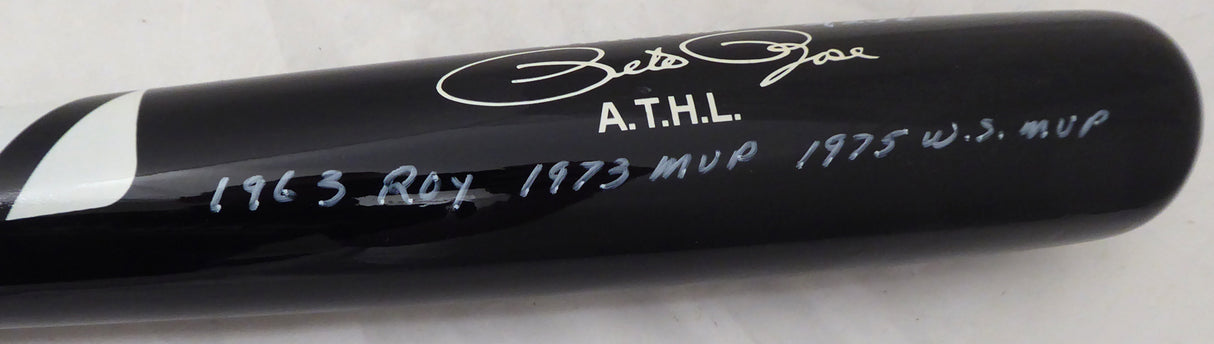 Pete Rose
A.T.H.L.
1963 ROY 1973 MVP 1975 W.S. MVP